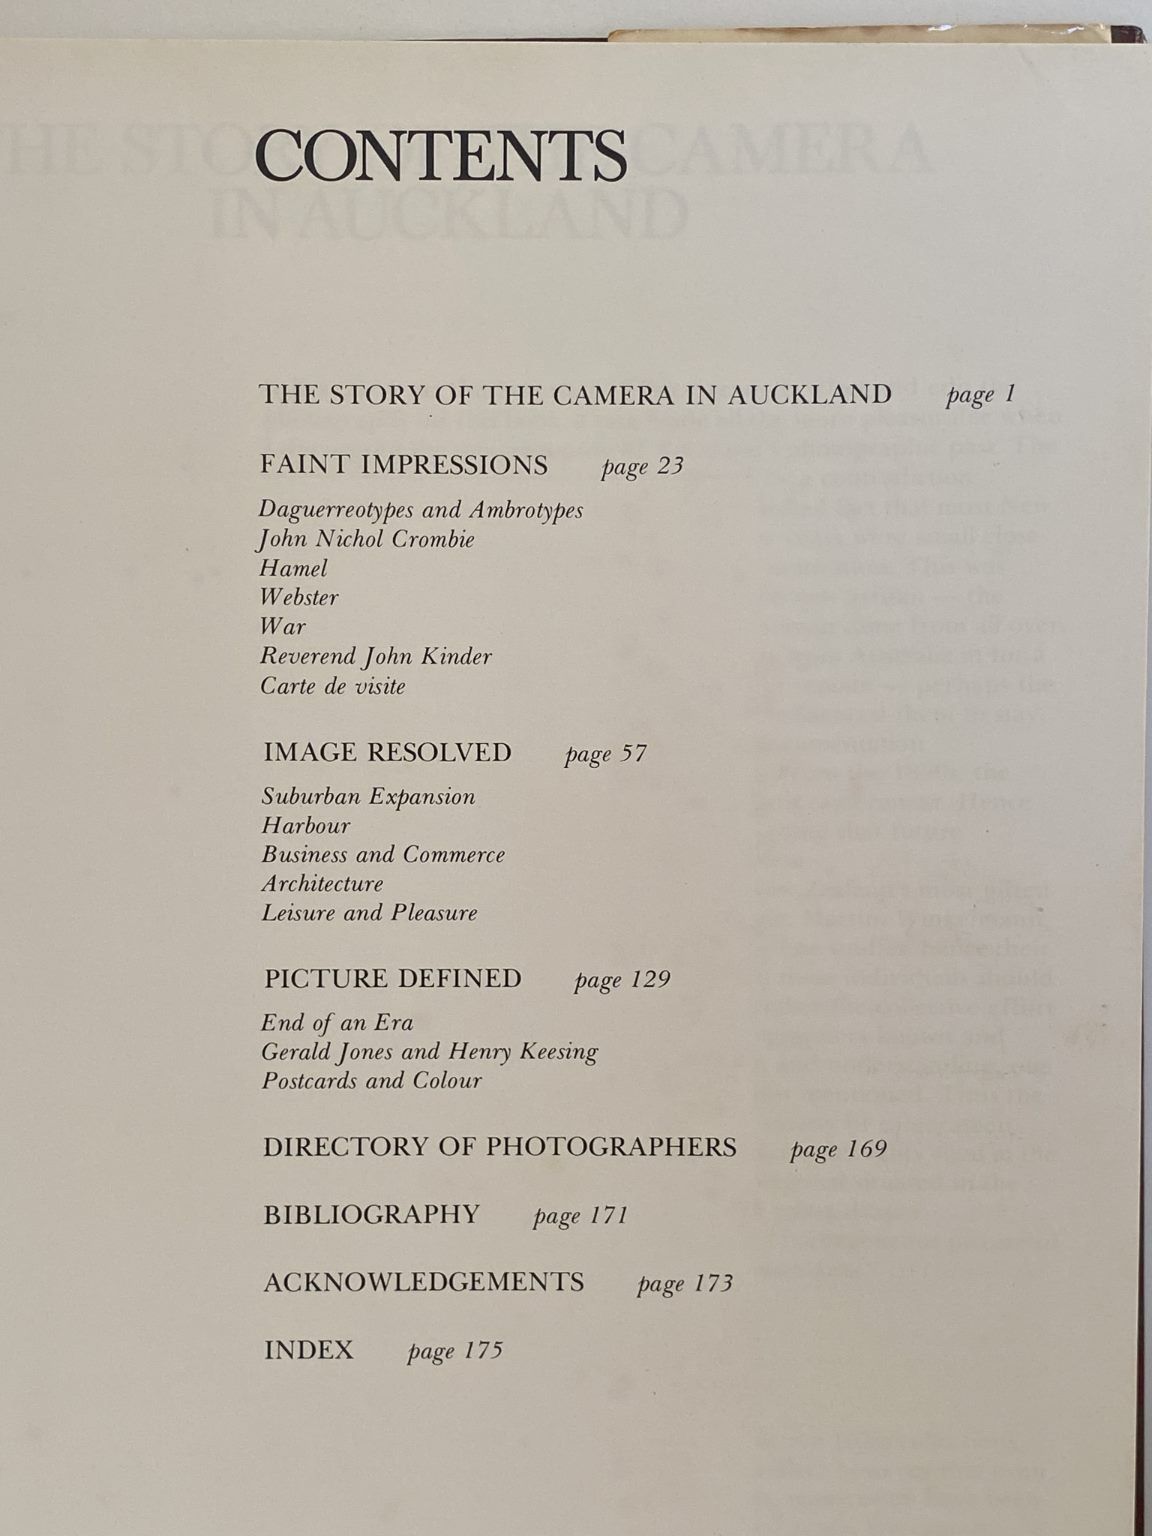 CONTENTS
THE STORY OF THE CAMERA IN AUCKLAND page 1
FAINT IMPRESSIONS page 23
Daguerreotypes and Ambrotypes
John Nichol Crombie
Hamel
Webster
War
Reverend John Kinder
Carte de visite
IMAGE RESOLVED page 57
Suburban Expansion
Harbour
Business and Commerce
Architecture
Leisure and Pleasure
PICTURE DEFINED page 129
End of an Era
Gerald Jones and Henry Keesing
Postcards and Colour
DIRECTORY OF PHOTOGRAPHERS page 169
BIBLIOGRAPHY page 171
ACKNOWLEDGEMENTS page 173
INDEX page 175